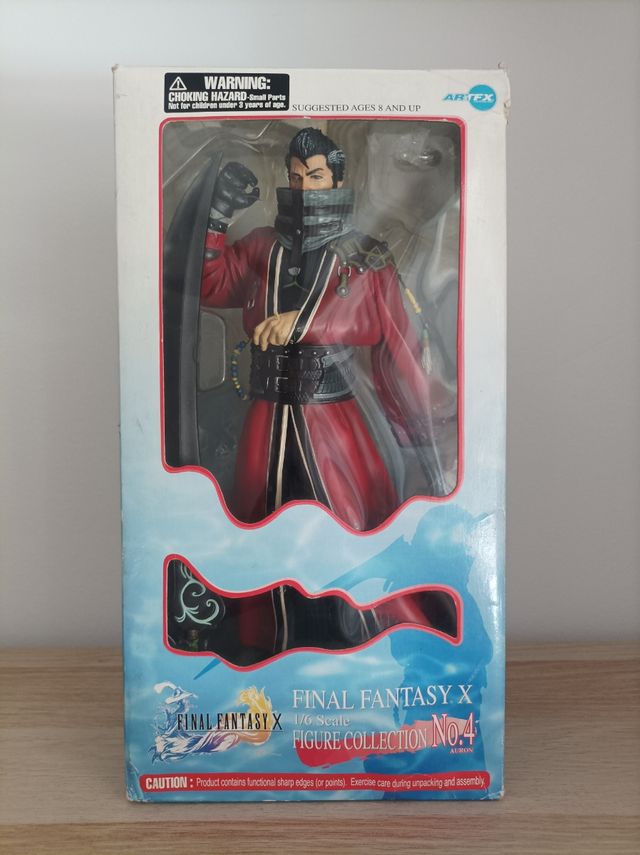 WARNING:
CHOKING HAZARD-Small Parts
Not for children under 3 years of age.
SUGGESTED AGES 8 AND UP
ARTFX
FINAL FANTASY X
FINAL FANTASY X
1/6 Scale
FIGURE COLLECTION No.4
AURON
CAUTION : Product contains functional sharp edges (or points). Exercise care during unpacking and assembly.